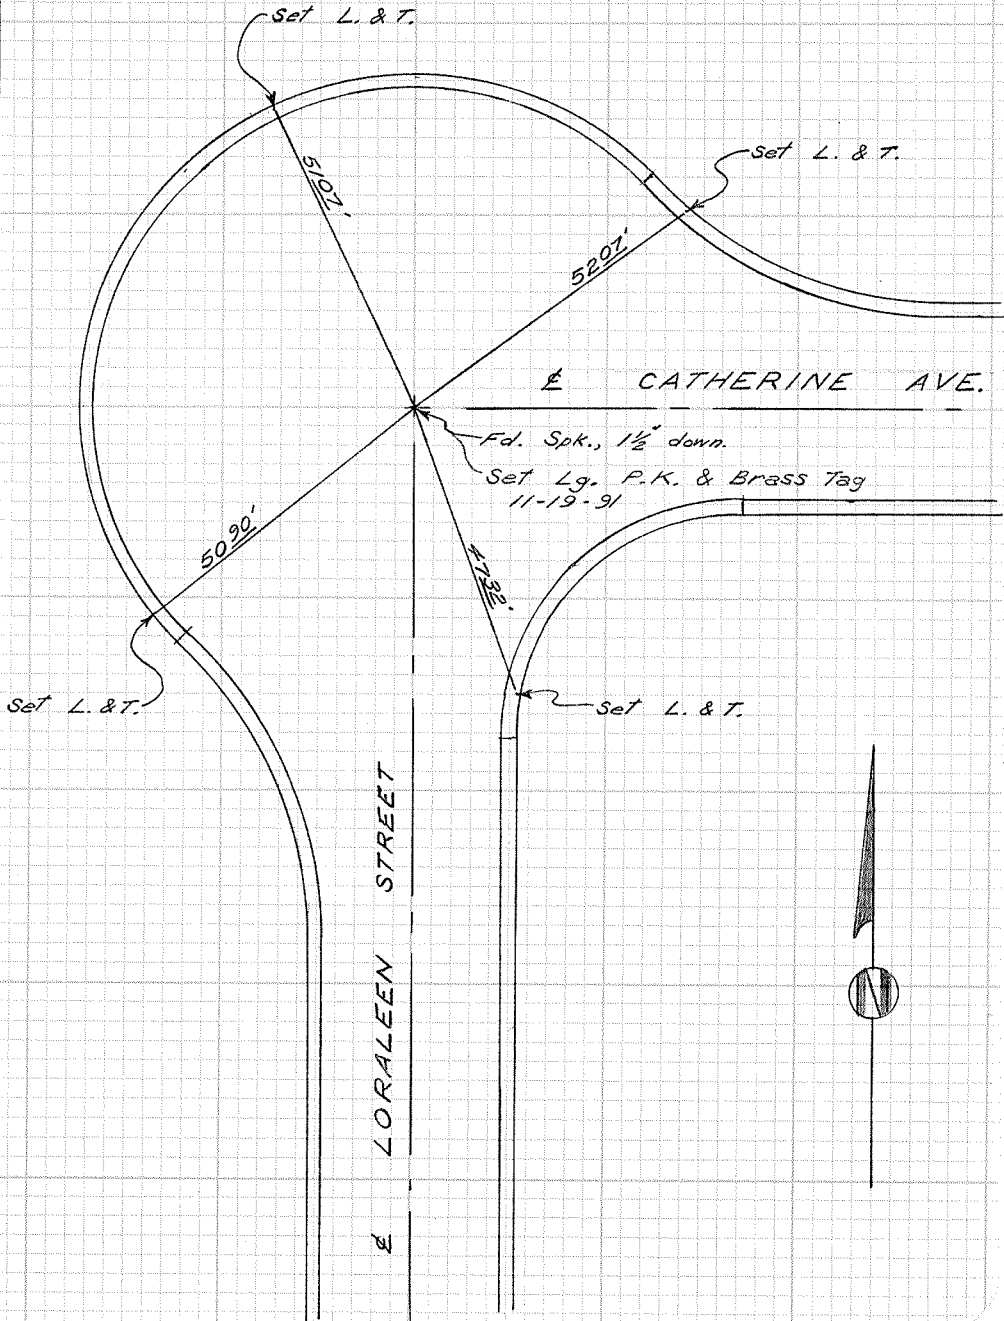 Set L. & T.
51.07'
Set L. & T.
52.07'
℄ CATHERINE AVE.
Fd. Spk., 1½" down.
Set Lg. P.K. & Brass Tag
11-19-91
50.90'
47.32'
Set L. & T.
Set L. & T.
℄ LORALEEN STREET
N